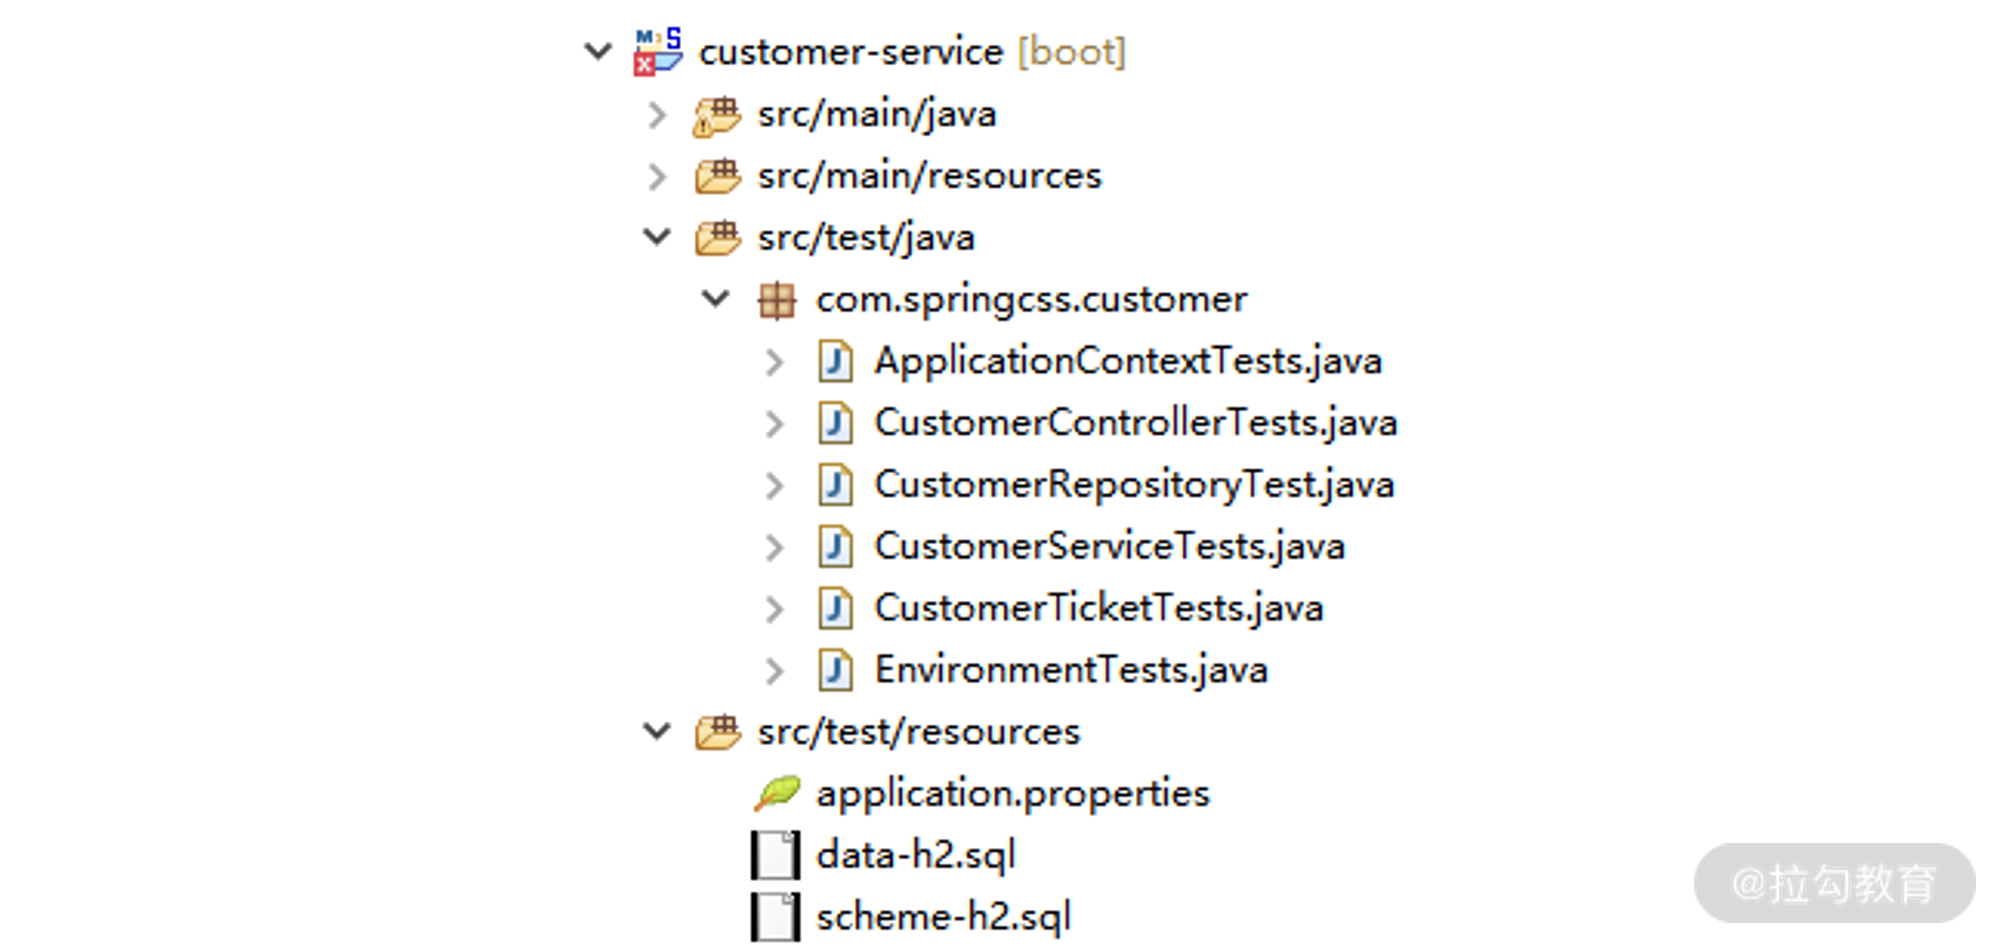 customer-service [boot]
src/main/java
src/main/resources
src/test/java
com.springcss.customer
ApplicationContextTests.java
CustomerControllerTests.java
CustomerRepositoryTest.java
CustomerServiceTests.java
CustomerTicketTests.java
EnvironmentTests.java
src/test/resources
application.properties
data-h2.sql
scheme-h2.sql
@拉勾教育